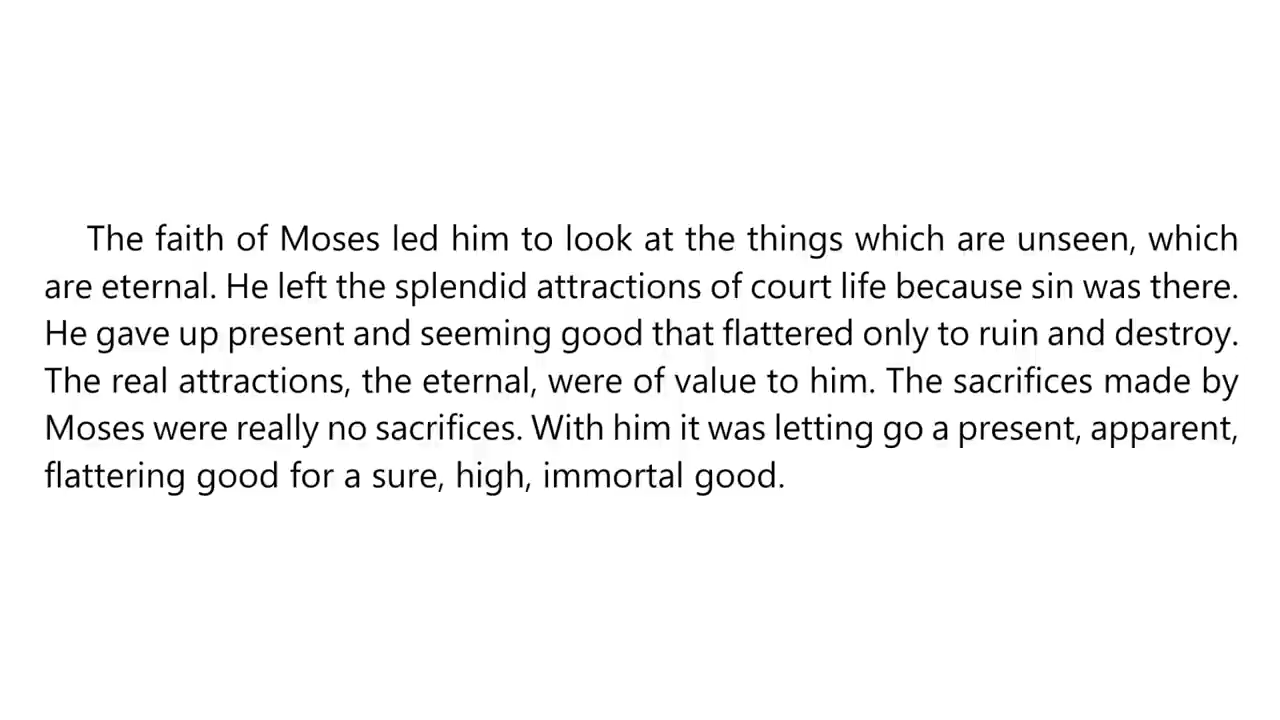 The faith of Moses led him to look at the things which are unseen, which
are eternal. He left the splendid attractions of court life because sin was there.
He gave up present and seeming good that flattered only to ruin and destroy.
The real attractions, the eternal, were of value to him. The sacrifices made by
Moses were really no sacrifices. With him it was letting go a present, apparent,
flattering good for a sure, high, immortal good.